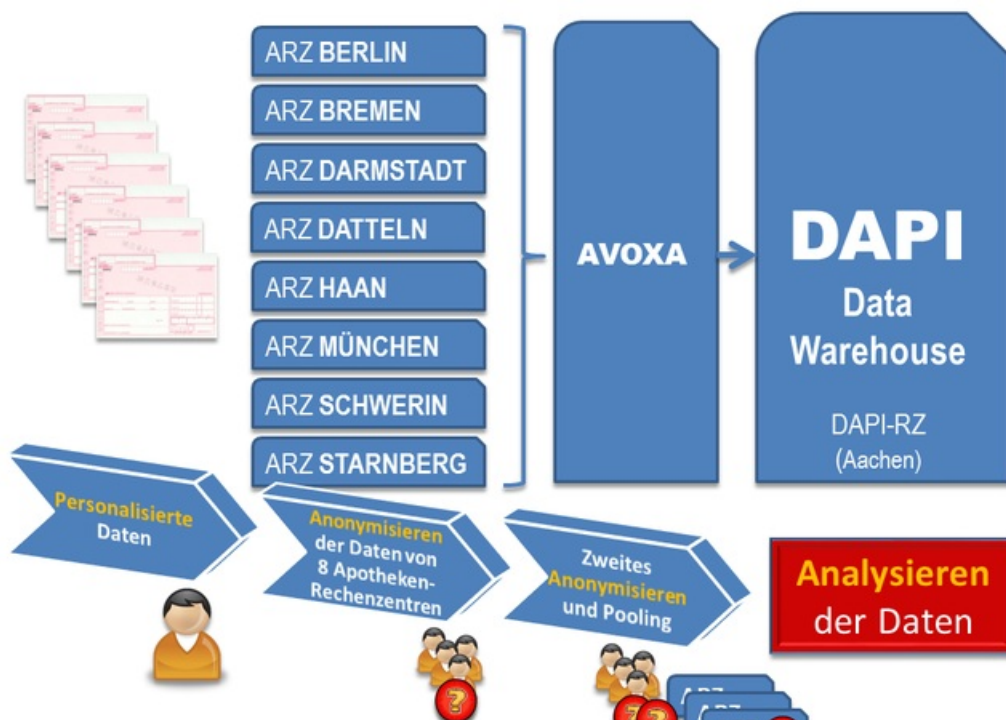 ARZ BERLIN
ARZ BREMEN
ARZ DARMSTADT
ARZ DATTELN
ARZ HAAN
ARZ MÜNCHEN
ARZ SCHWERIN
ARZ STARNBERG
AVOXA
DAPI
Data
Warehouse
DAPI-RZ
(Aachen)
Personalisierte
Daten
Anonymisieren
der Daten von
8 Apotheken-
Rechenzentren
Zweites
Anonymisieren
und Pooling
Analysieren
der Daten
?
?
?
ARZ
ARZ